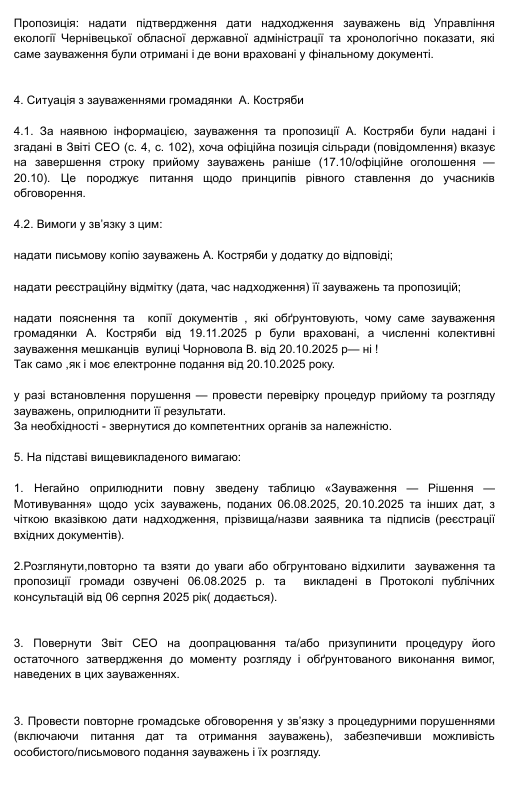 Пропозиція: надати підтвердження дати надходження зауважень від Управління
екології Чернівецької обласної державної адміністрації та хронологічно показати, які
саме зауваження були отримані і де вони враховані у фінальному документі.
4. Ситуація з зауваженнями громадянки А. Костряби
4.1. За наявною інформацією, зауваження та пропозиції А. Костряби були надані і
згадані в Звіті СЕО (с. 4, с. 102), хоча офіційна позиція сільради (повідомлення) вказує
на завершення строку прийому зауважень раніше (17.10/офіційне оголошення —
20.10). Це породжує питання щодо принципів рівного ставлення до учасників
обговорення.
4.2. Вимоги у зв’язку з цим:
надати письмову копію зауважень А. Костряби у додатку до відповіді;
надати реєстраційну відмітку (дата, час надходження) її зауважень та пропозицій;
надати пояснення та копії документів , які обґрунтовують, чому саме зауваження
громадянки А. Костряби від 19.11.2025 р були враховані, а численні колективні
зауваження мешканців вулиці Чорновола В. від 20.10.2025 р— ні !
Так само ,як і моє електронне подання від 20.10.2025 року.
у разі встановлення порушення — провести перевірку процедур прийому та розгляду
зауважень, оприлюднити її результати.
За необхідності - звернутися до компетентних органів за належністю.
5. На підставі вищевикладеного вимагаю:
1. Негайно оприлюднити повну зведену таблицю «Зауваження — Рішення —
Мотивування» щодо усіх зауважень, поданих 06.08.2025, 20.10.2025 та інших дат, з
чіткою вказівкою дати надходження, прізвища/назви заявника та підписів (реєстрації
вхідних документів).
2.Розглянути,повторно та взяти до уваги або обгрунтовано відхилити зауваження та
пропозиції громади озвучені 06.08.2025 р. та викладені в Протоколі публічних
консультацій від 06 серпня 2025 рік( додається).
3. Повернути Звіт СЕО на доопрацювання та/або призупинити процедуру його
остаточного затвердження до моменту розгляду і обґрунтованого виконання вимог,
наведених в цих зауваженнях.
3. Провести повторне громадське обговорення у зв’язку з процедурними порушеннями
(включаючи питання дат та отримання зауважень), забезпечивши можливість
особистого/письмового подання зауважень і їх розгляду.